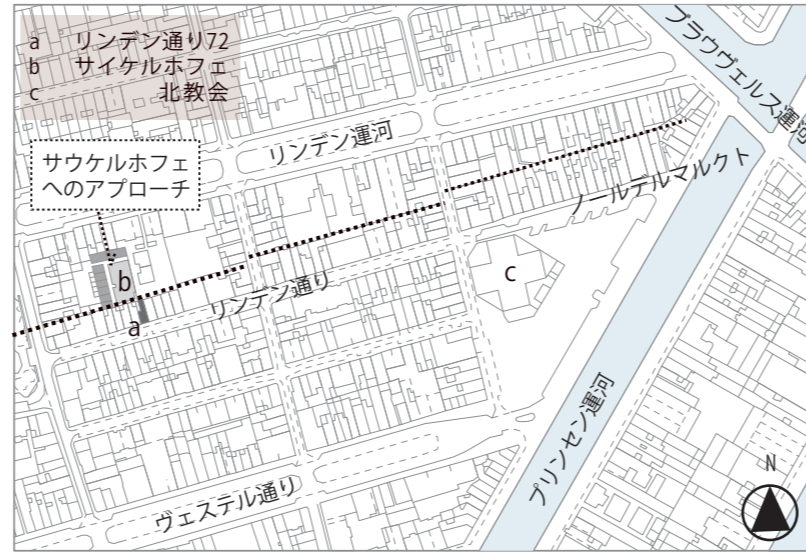 a リンデン通り72
b サイケルホフェ
c 北教会
プラウヴェルス運河
リンデン運河
サウケルホフェ
へのアプローチ
ノールデルマルクト
b
c
リンデン通り
a
プリンセン運河
ヴェステル通り
N